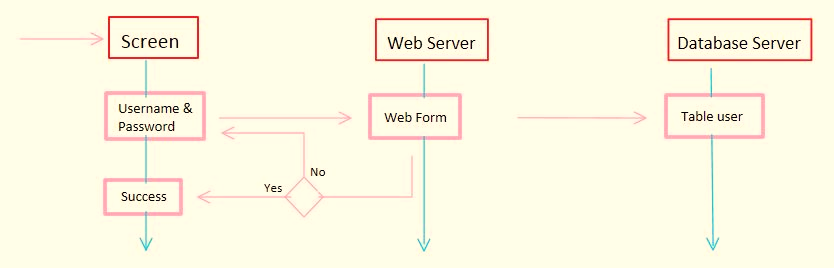 Screen
Web Server
Database Server
Username &
Password
Web Form
Table user
No
Yes
Success